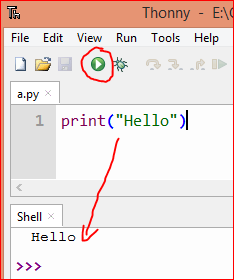 Thonny - E:\
File Edit View Run Tools Help
a.py ×
1 print("Hello")
Shell ×
Hello
>>>